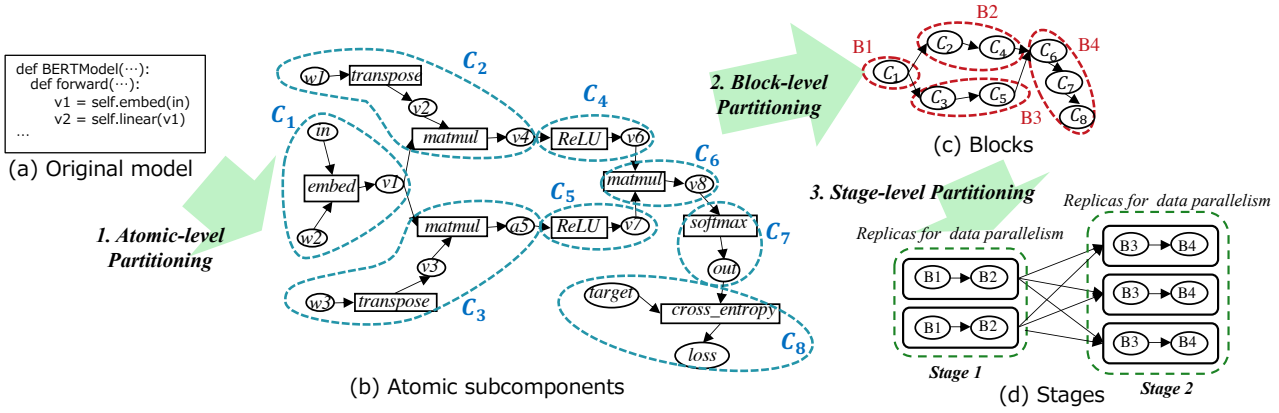 def BERTModel(⋯):
def forward(⋯):
v1 = self.embed(in)
v2 = self.linear(v1)
...
(a) Original model
1. Atomic-level
Partitioning
w1
transpose
C2
v2
matmul
v4
C4
ReLU
v6
C1
in
embed
v1
w2
C6
matmul
v8
C5
matmul
a5
ReLU
v7
softmax
C7
v3
out
w3
transpose
C3
target
cross_entropy
C8
loss
(b) Atomic subcomponents
2. Block-level
Partitioning
B2
B1
C2
C4
C6
B4
C1
C7
C3
C5
C8
B3
(c) Blocks
3. Stage-level Partitioning
Replicas for data parallelism
Replicas for data parallelism
B1
B2
B1
B2
Stage 1
B3
B4
B3
B4
B3
B4
Stage 2
(d) Stages